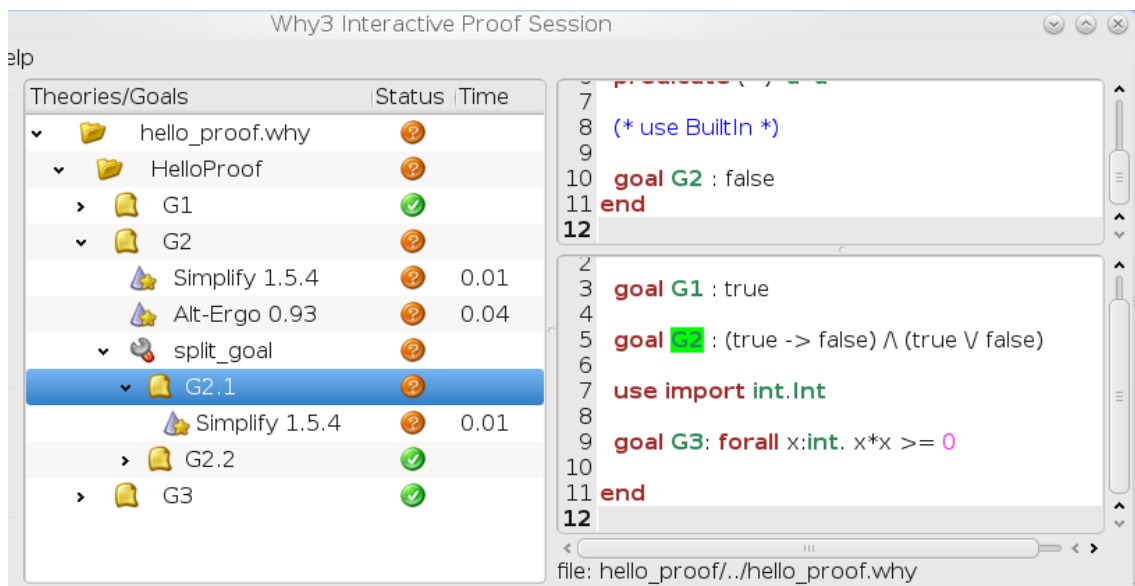 Why3 Interactive Proof Session
elp
Theories/Goals Status Time
hello_proof.why
HelloProof
G1
G2
Simplify 1.5.4 0.01
Alt-Ergo 0.93 0.04
split_goal
G2.1
Simplify 1.5.4 0.01
G2.2
G3
7
8 (* use BuiltIn *)
9
10 goal G2 : false
11 end
12
2
3 goal G1 : true
4
5 goal G2 : (true -> false) /\ (true \/ false)
6
7 use import int.Int
8
9 goal G3: forall x:int. x*x >= 0
10
11 end
12
file: hello_proof/../hello_proof.why